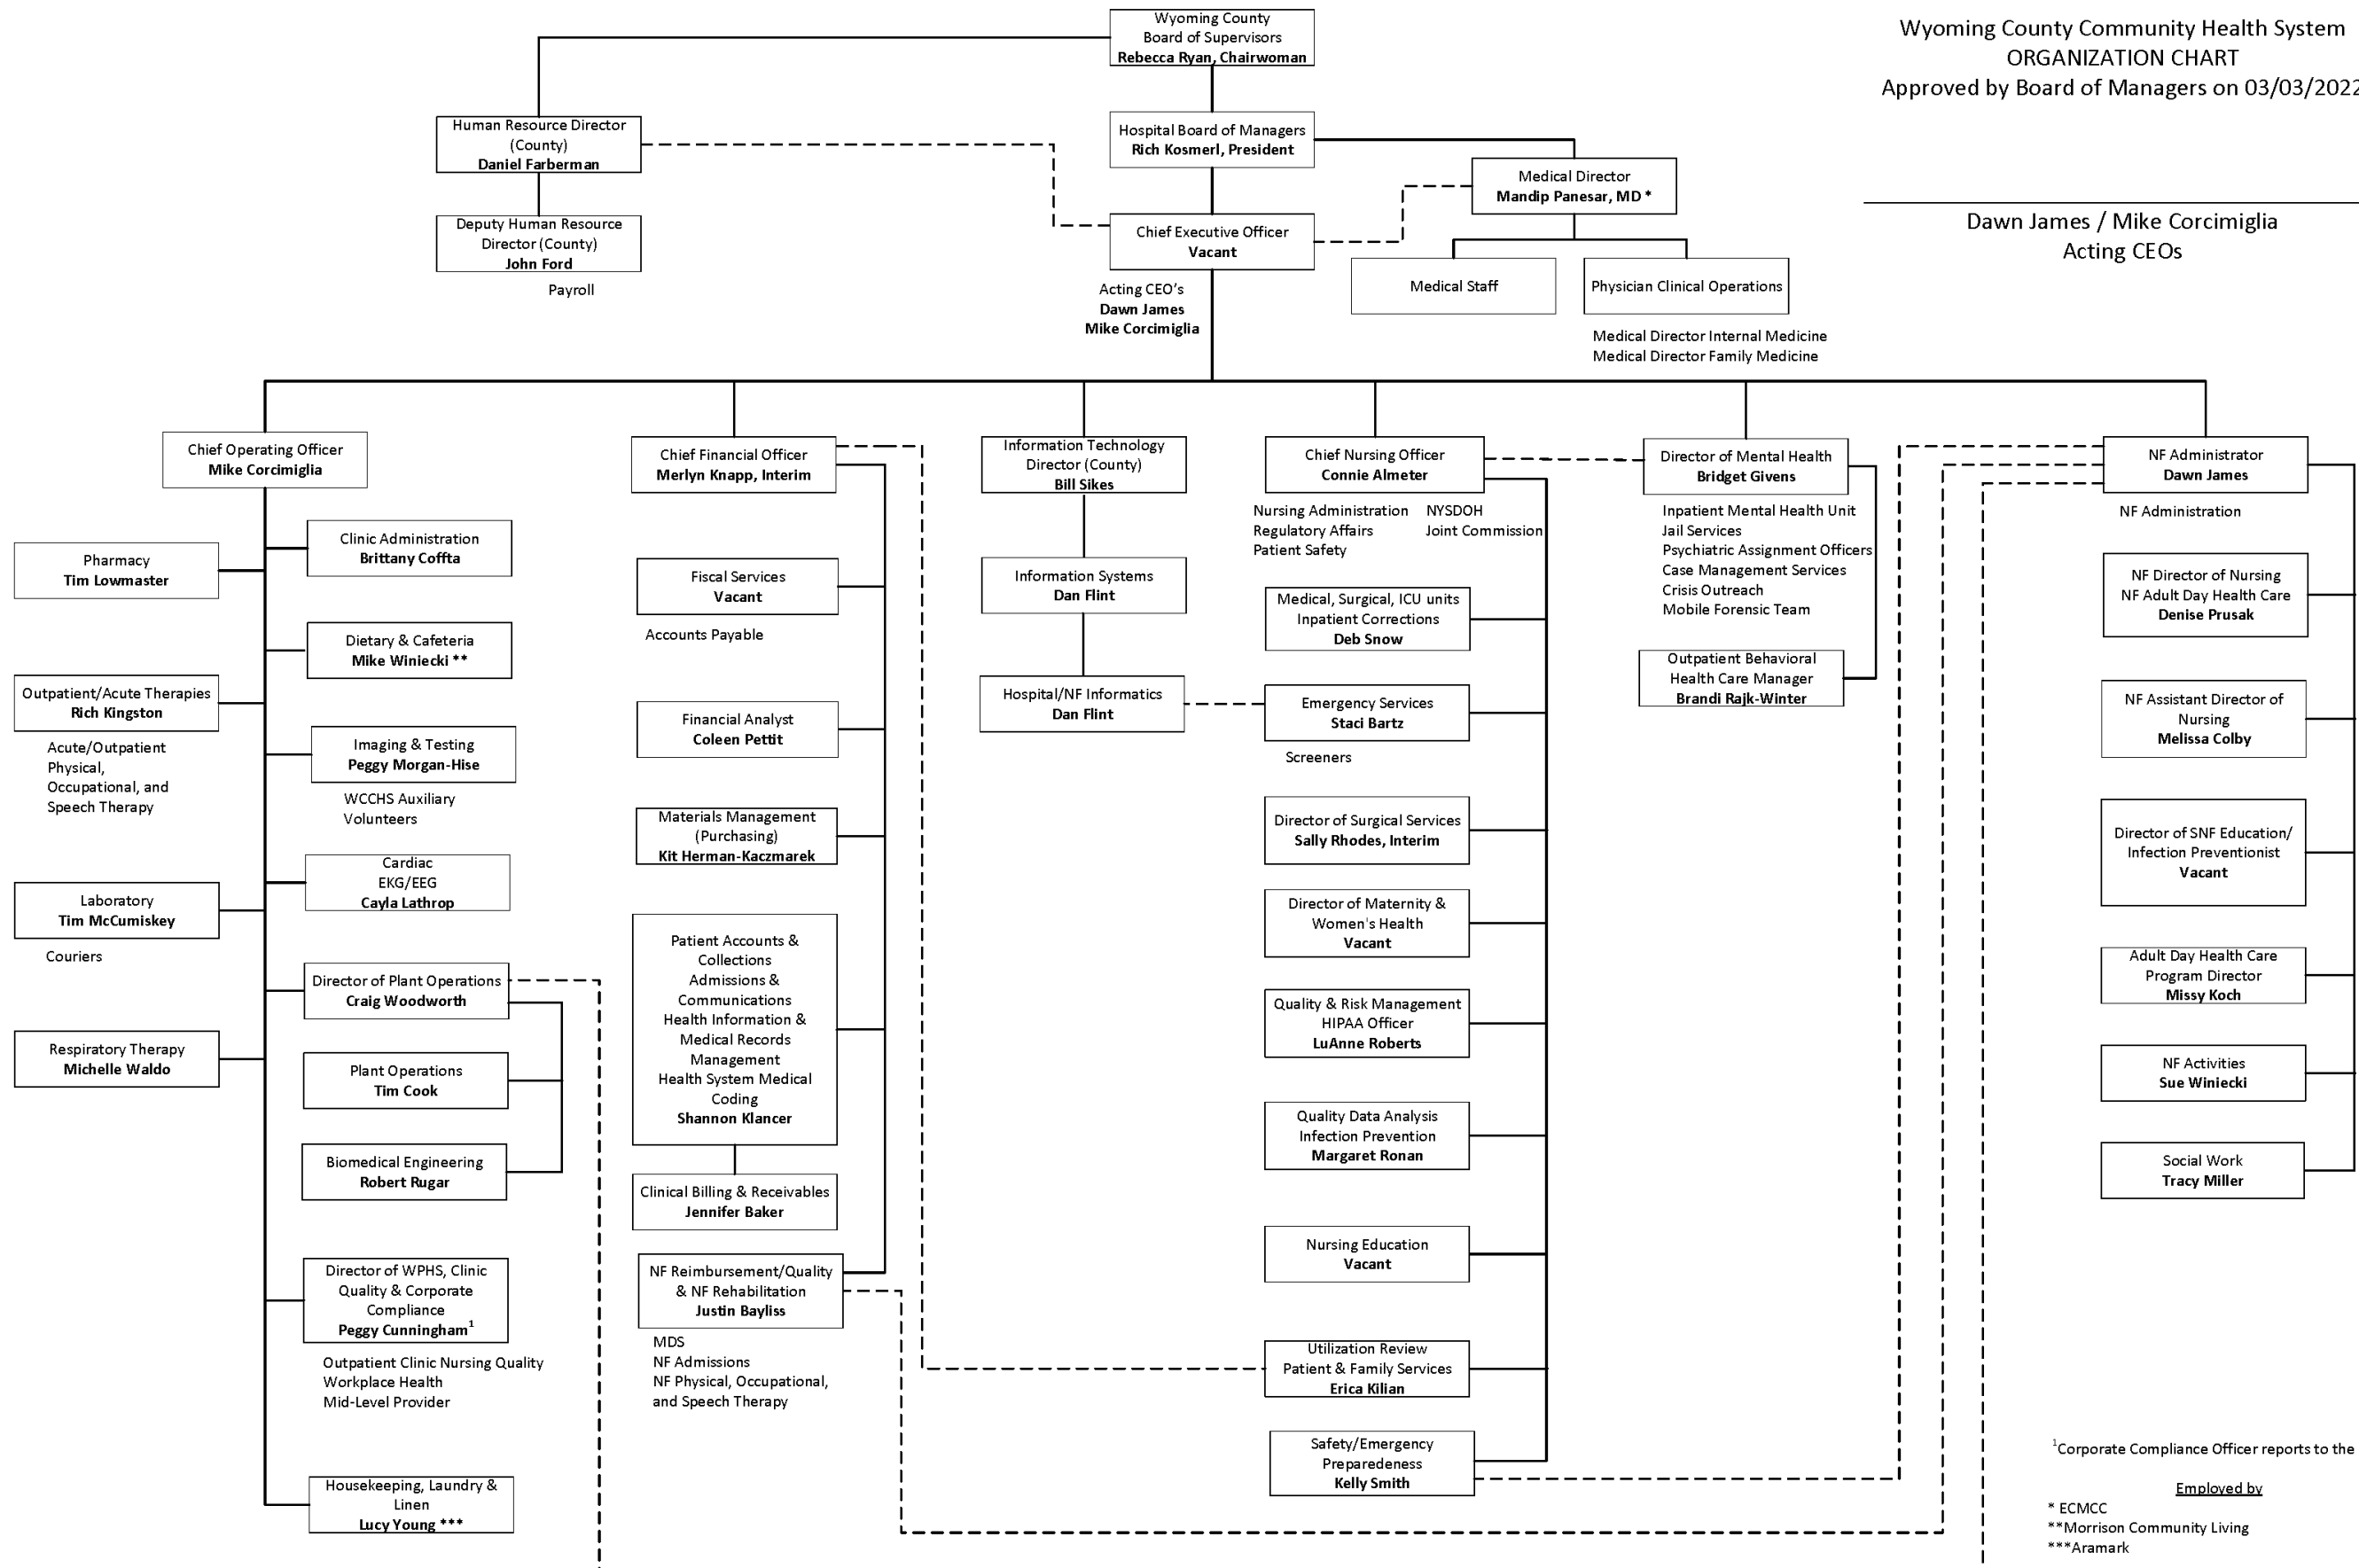 Wyoming County
Board of Supervisors
Rebecca Ryan, Chairwoman
Wyoming County Community Health System
ORGANIZATION CHART
Approved by Board of Managers on 03/03/2022
Human Resource Director
(County)
Daniel Farberman
Hospital Board of Managers
Rich Kosmerl, President
Medical Director
Mandip Panesar, MD *
Deputy Human Resource
Director (County)
John Ford
Payroll
Chief Executive Officer
Vacant
Acting CEO's
Dawn James
Mike Corcimiglia
Dawn James / Mike Corcimiglia
Acting CEOs
Medical Staff
Physician Clinical Operations
Medical Director Internal Medicine
Medical Director Family Medicine
Chief Operating Officer
Mike Corcimiglia
Pharmacy
Tim Lowmaster
Outpatient/Acute Therapies
Rich Kingston
Acute/Outpatient
Physical,
Occupational, and
Speech Therapy
Laboratory
Tim McCumiskey
Couriers
Respiratory Therapy
Michelle Waldo
Clinic Administration
Brittany Coffta
Dietary & Cafeteria
Mike Winiecki **
Imaging & Testing
Peggy Morgan-Hise
WCCHS Auxiliary
Volunteers
Cardiac
EKG/EEG
Cayla Lathrop
Director of Plant Operations
Craig Woodworth
Plant Operations
Tim Cook
Biomedical Engineering
Robert Rugar
Director of WPHS, Clinic
Quality & Corporate
Compliance
Peggy Cunningham1
Outpatient Clinic Nursing Quality
Workplace Health
Mid-Level Provider
Housekeeping, Laundry &
Linen
Lucy Young ***
Chief Financial Officer
Merlyn Knapp, Interim
Fiscal Services
Vacant
Accounts Payable
Financial Analyst
Coleen Pettit
Materials Management
(Purchasing)
Kit Herman-Kaczmarek
Patient Accounts &
Collections
Admissions &
Communications
Health Information &
Medical Records
Management
Health System Medical
Coding
Shannon Klancer
Clinical Billing & Receivables
Jennifer Baker
NF Reimbursement/Quality
& NF Rehabilitation
Justin Bayliss
MDS
NF Admissions
NF Physical, Occupational,
and Speech Therapy
Information Technology
Director (County)
Bill Sikes
Information Systems
Dan Flint
Hospital/NF Informatics
Dan Flint
Chief Nursing Officer
Connie Almeter
Nursing Administration NYSDOH
Regulatory Affairs Joint Commission
Patient Safety
Medical, Surgical, ICU units
Inpatient Corrections
Deb Snow
Emergency Services
Staci Bartz
Screeners
Director of Surgical Services
Sally Rhodes, Interim
Director of Maternity &
Women's Health
Vacant
Quality & Risk Management
HIPAA Officer
LuAnne Roberts
Quality Data Analysis
Infection Prevention
Margaret Ronan
Nursing Education
Vacant
Utilization Review
Patient & Family Services
Erica Kilian
Safety/Emergency
Preparedeness
Kelly Smith
Director of Mental Health
Bridget Givens
Inpatient Mental Health Unit
Jail Services
Psychiatric Assignment Officers
Case Management Services
Crisis Outreach
Mobile Forensic Team
Outpatient Behavioral
Health Care Manager
Brandi Rajk-Winter
NF Administrator
Dawn James
NF Administration
NF Director of Nursing
NF Adult Day Health Care
Denise Prusak
NF Assistant Director of
Nursing
Melissa Colby
Director of SNF Education/
Infection Preventionist
Vacant
Adult Day Health Care
Program Director
Missy Koch
NF Activities
Sue Winiecki
Social Work
Tracy Miller
1Corporate Compliance Officer reports to the
Employed by
* ECMCC
**Morrison Community Living
***Aramark